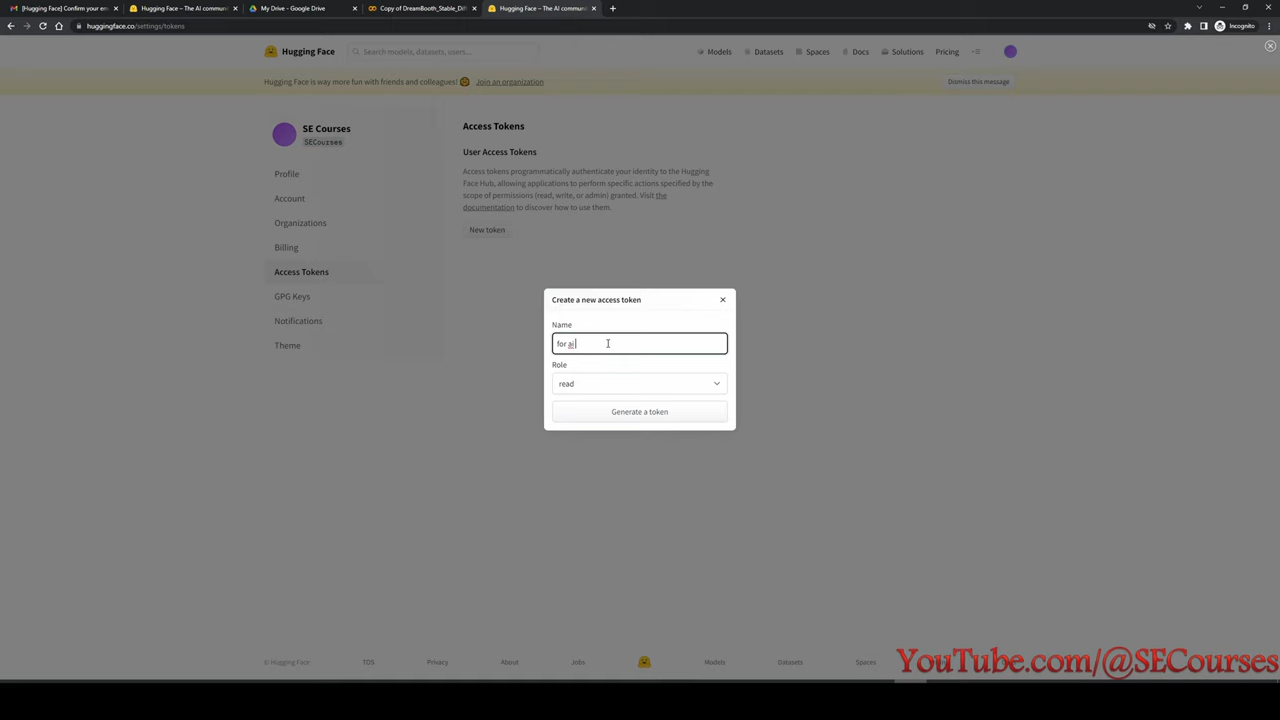 [Hugging Face] Confirm your em
Hugging Face – The AI communi
My Drive - Google Drive
Copy of DreamBooth_Stable_Dif
Hugging Face – The AI communi
huggingface.co/settings/tokens
Incognito
Hugging Face
Search models, datasets, users...
Models
Datasets
Spaces
Docs
Solutions
Pricing
Hugging Face is way more fun with friends and colleagues! 🤗 Join an organization
Dismiss this message
SE Courses
SECourses
Profile
Account
Organizations
Billing
Access Tokens
GPG Keys
Notifications
Theme
Access Tokens
User Access Tokens
Access tokens programmatically authenticate your identity to the Hugging
Face Hub, allowing applications to perform specific actions specified by the
scope of permissions (read, write, or admin) granted. Visit the
documentation to discover how to use them.
New token
Create a new access token
Name
for ai
Role
read
Generate a token
© Hugging Face
TOS
Privacy
About
Jobs
Models
Datasets
Spaces
YouTube.com/@SECourses